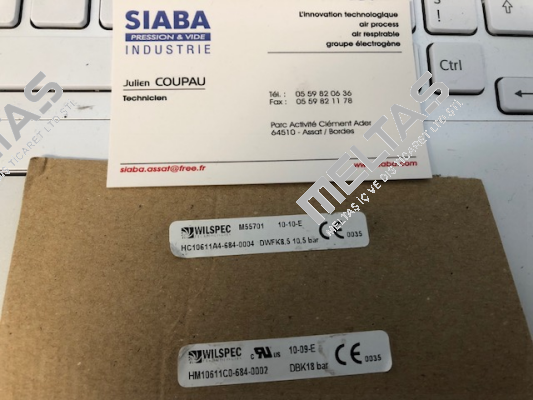 SIABA
PRESSION & VIDE
INDUSTRIE
L'innovation technologique
air process
air respirable
groupe électrogène
Julien COUPAU
Technicien
Tél. : 05 59 82 06 36
Fax : 05 59 82 11 78
Parc Activité Clément Ader
64510 - Assat / Bordes
siaba.assat@free.fr
Ctrl
MELTAS
WILSPEC M55701 10-10-E
HC10611A4-684-0004 DWFK8.5 10.5 bar
CE 0035
WILSPEC c UL us 10-09-E
HM10611C0-684-0002 DBK18 bar
CE 0035